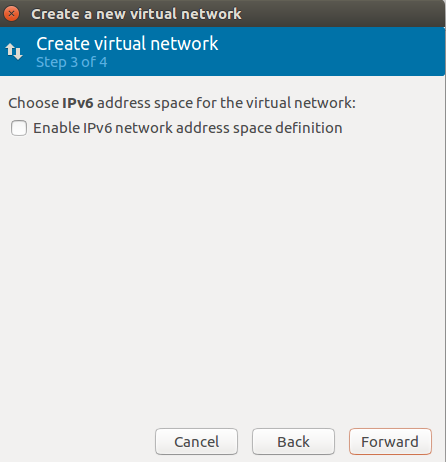 Create a new virtual network
Create virtual network
Step 3 of 4
Choose IPv6 address space for the virtual network:
Enable IPv6 network address space definition
Cancel Back Forward